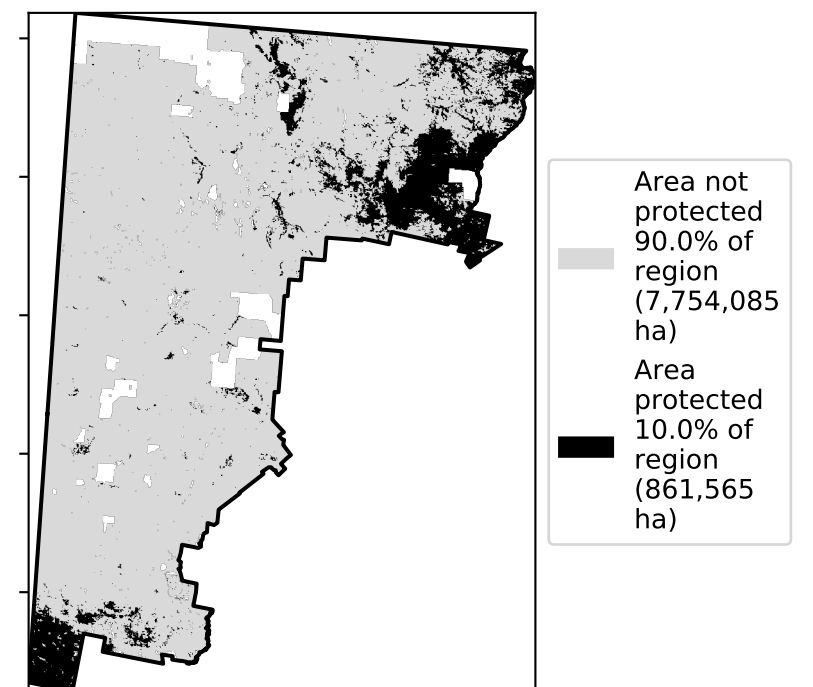 Area not
protected
90.0% of
region
(7,754,085
ha)
Area
protected
10.0% of
region
(861,565
ha)